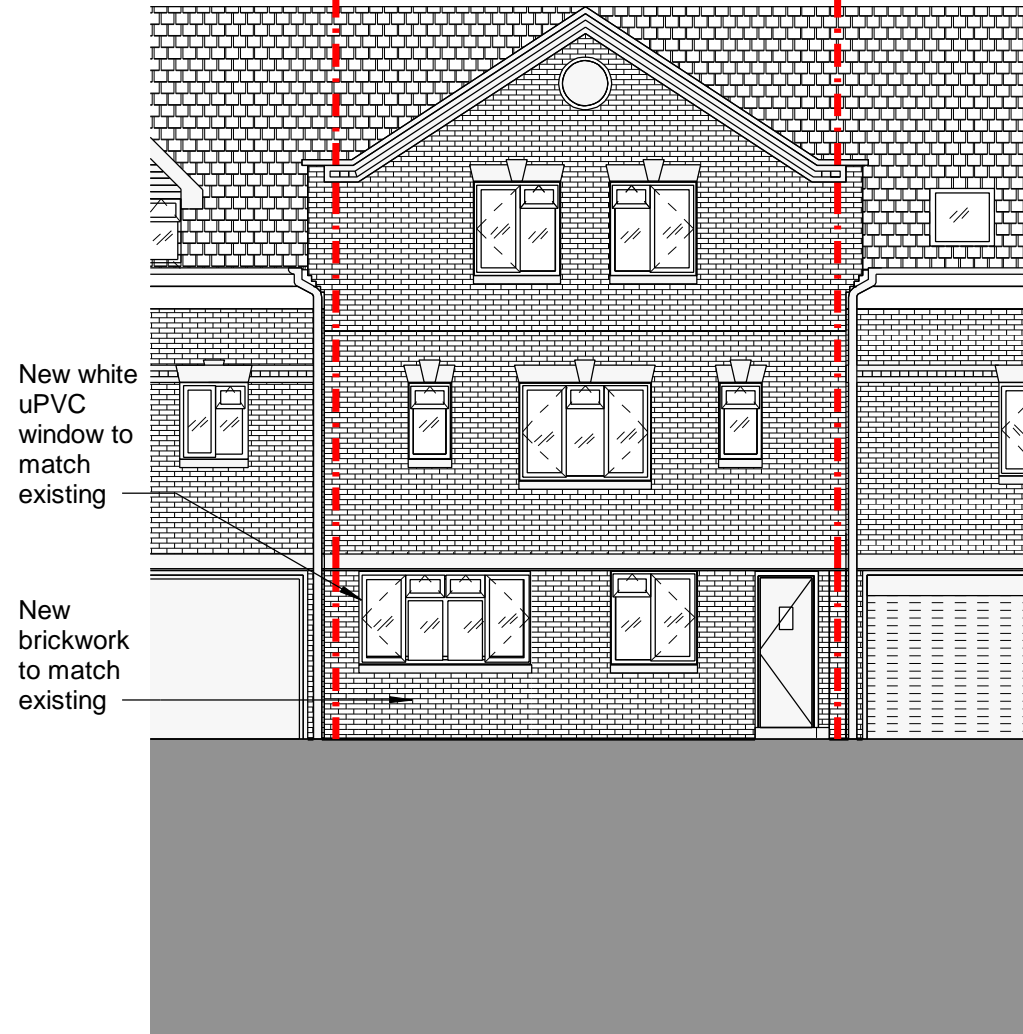 New white
uPVC
window to
match
existing
New
brickwork
to match
existing